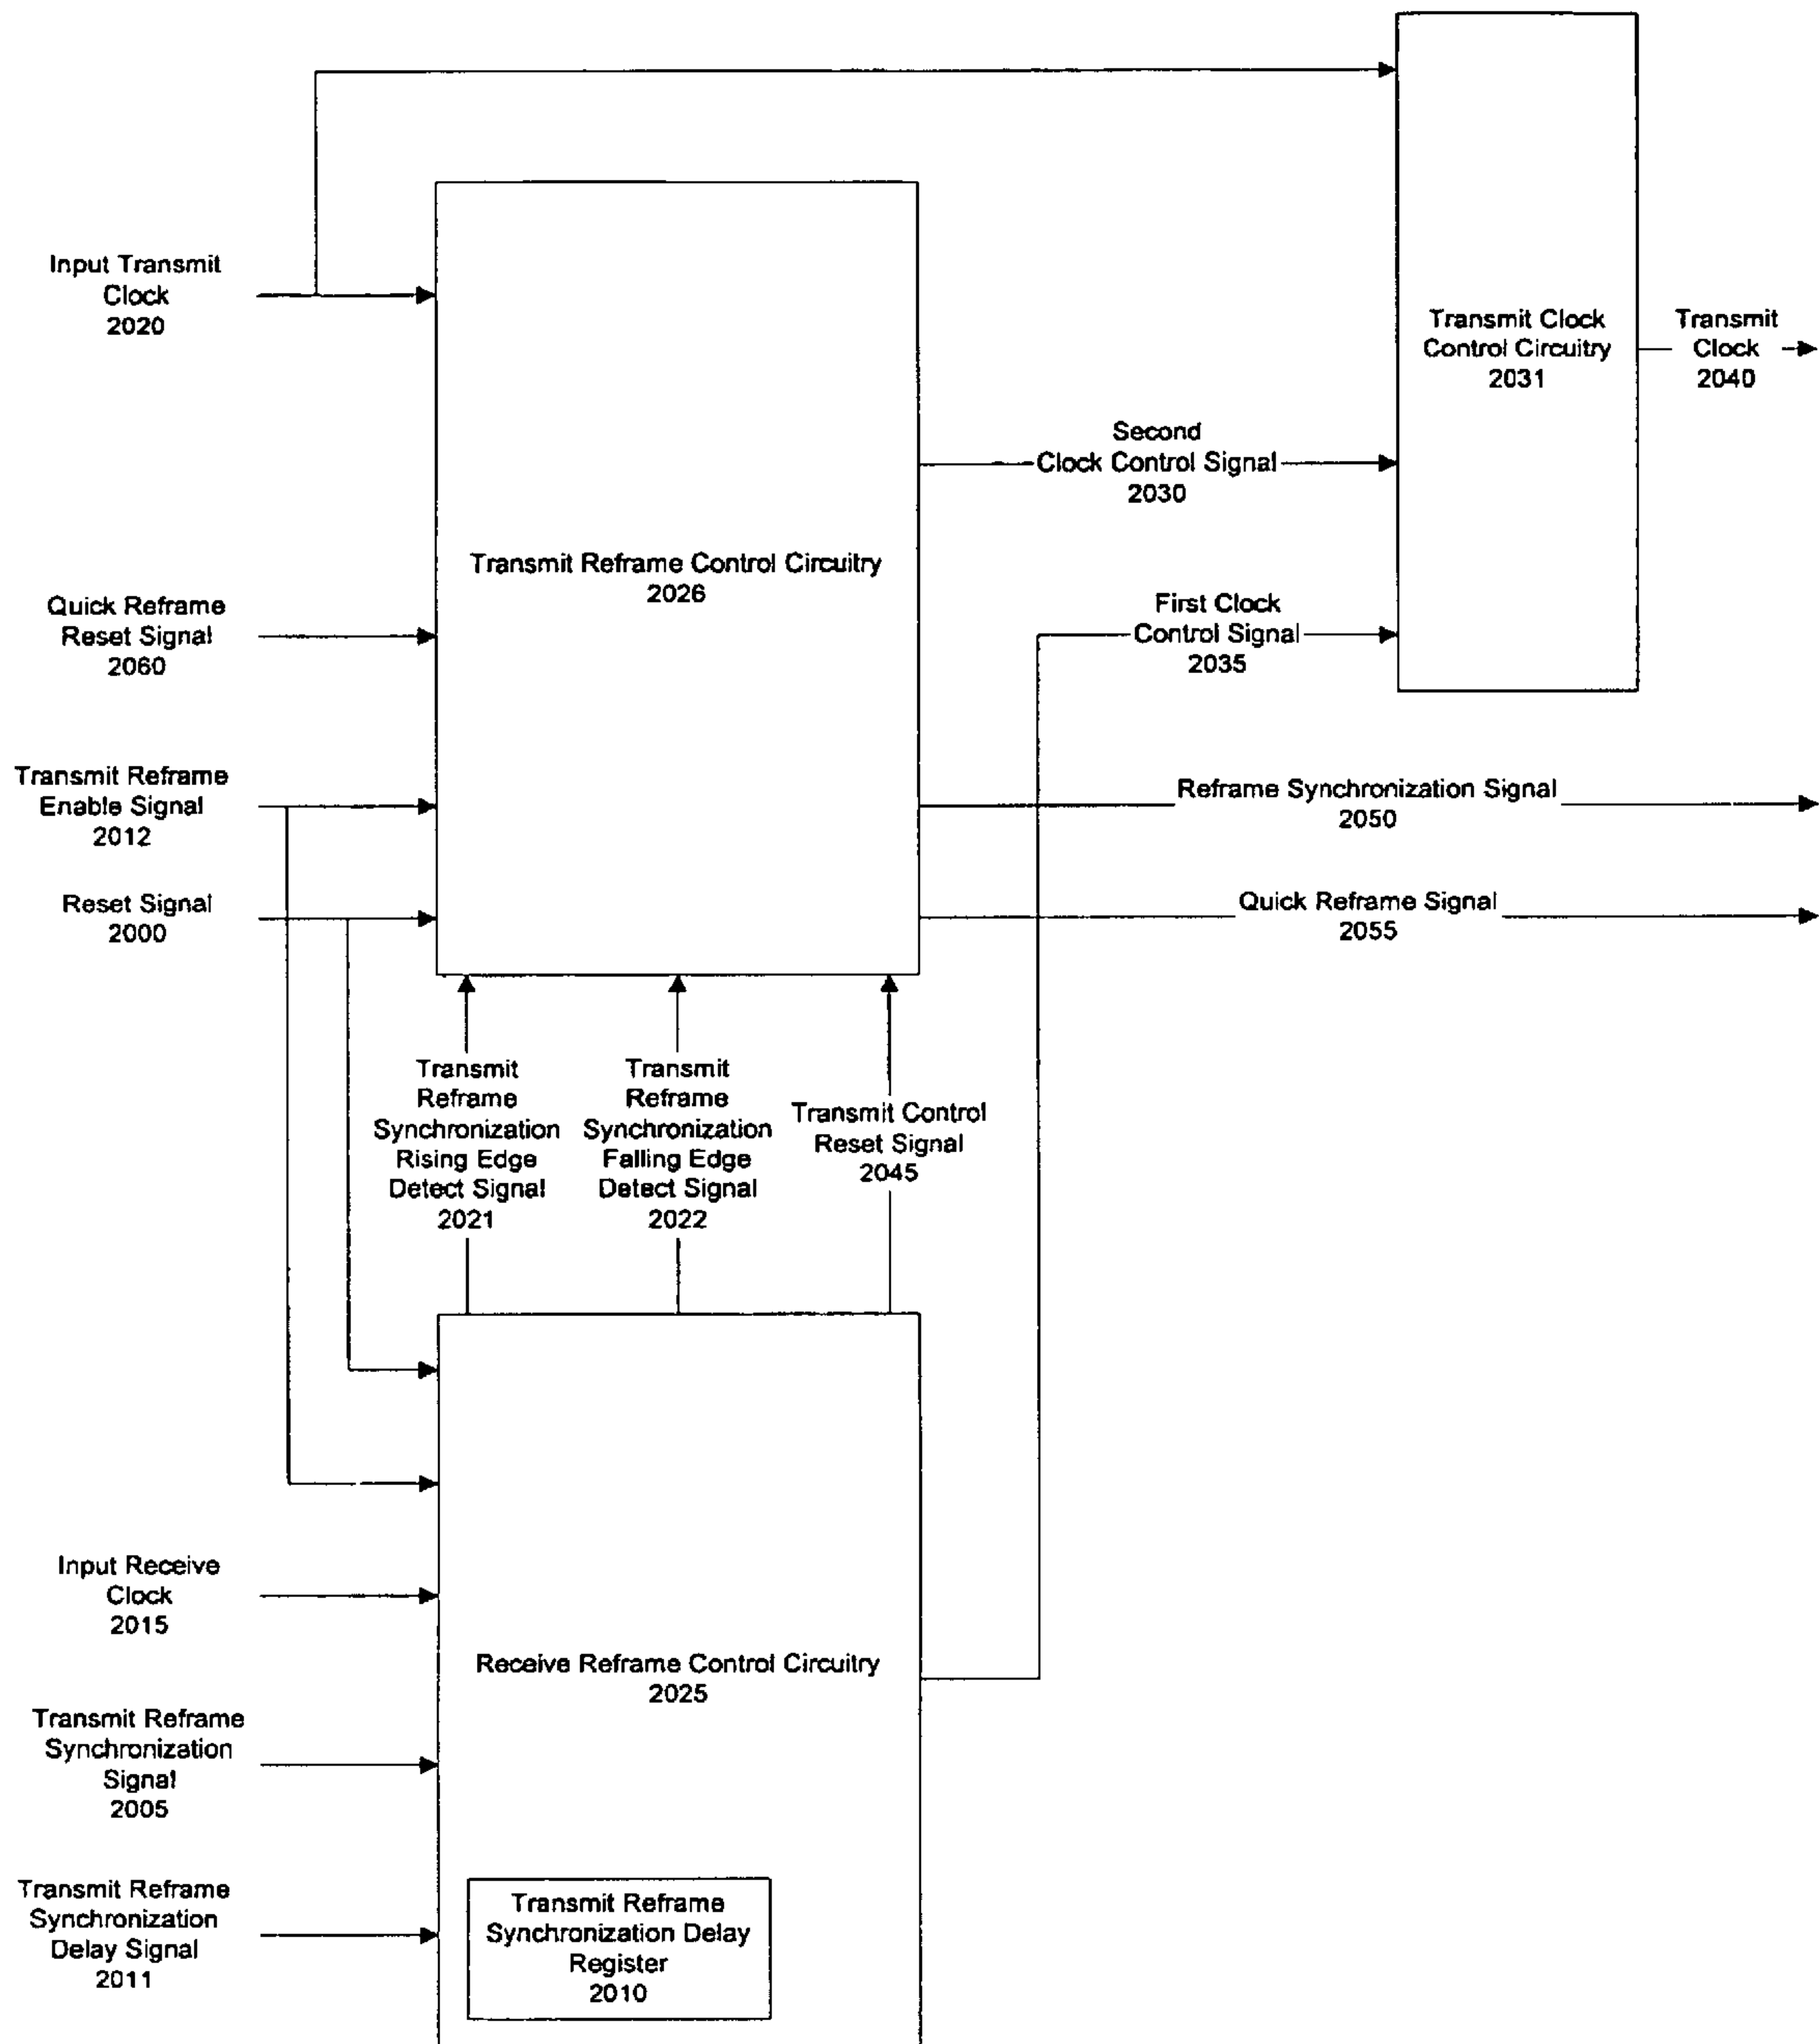 Input Transmit
Clock
2020
Transmit Clock
Control Circuitry
2031
Transmit
Clock
2040
Second
Clock Control Signal
2030
Transmit Reframe Control Circuitry
2026
Quick Reframe
Reset Signal
2060
First Clock
Control Signal
2035
Transmit Reframe
Enable Signal
2012
Reframe Synchronization Signal
2050
Reset Signal
2000
Quick Reframe Signal
2055
Transmit
Reframe
Synchronization
Rising Edge
Detect Signal
2021
Transmit
Reframe
Synchronization
Falling Edge
Detect Signal
2022
Transmit Control
Reset Signal
2045
Input Receive
Clock
2015
Receive Reframe Control Circuitry
2025
Transmit Reframe
Synchronization
Signal
2005
Transmit Reframe
Synchronization
Delay Signal
2011
Transmit Reframe
Synchronization Delay
Register
2010